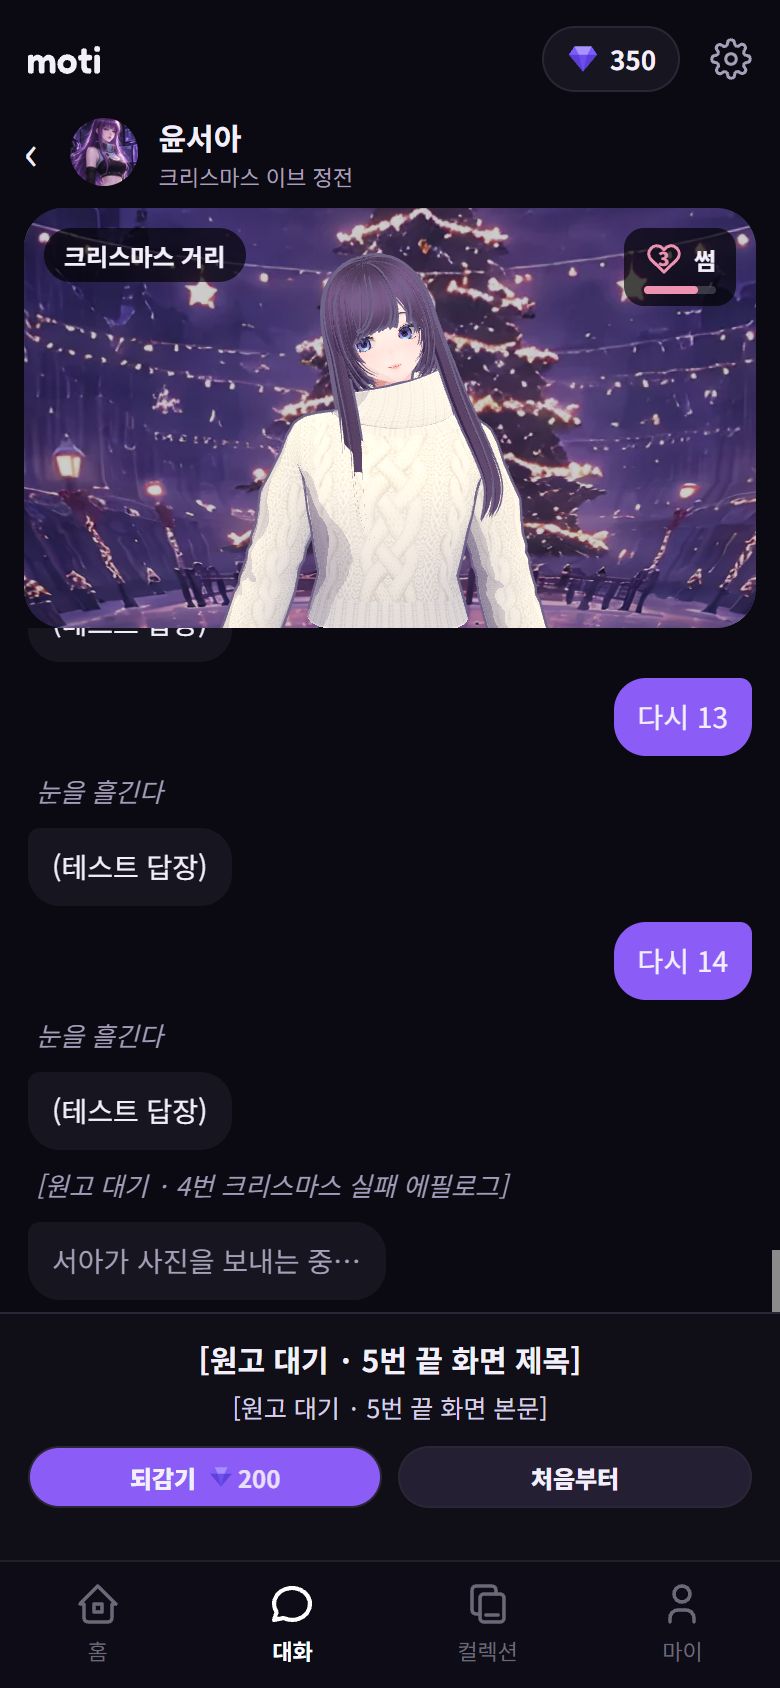 moti
350
윤서아
크리스마스 이브 정전
크리스마스 거리
3 썸
(테스트 답장)
다시 13
눈을 흘긴다
(테스트 답장)
다시 14
눈을 흘긴다
(테스트 답장)
[원고 대기 · 4번 크리스마스 실패 에필로그]
서아가 사진을 보내는 중···
[원고 대기 · 5번 끝 화면 제목]
[원고 대기 · 5번 끝 화면 본문]
되감기 200
처음부터
홈
대화
컬렉션
마이